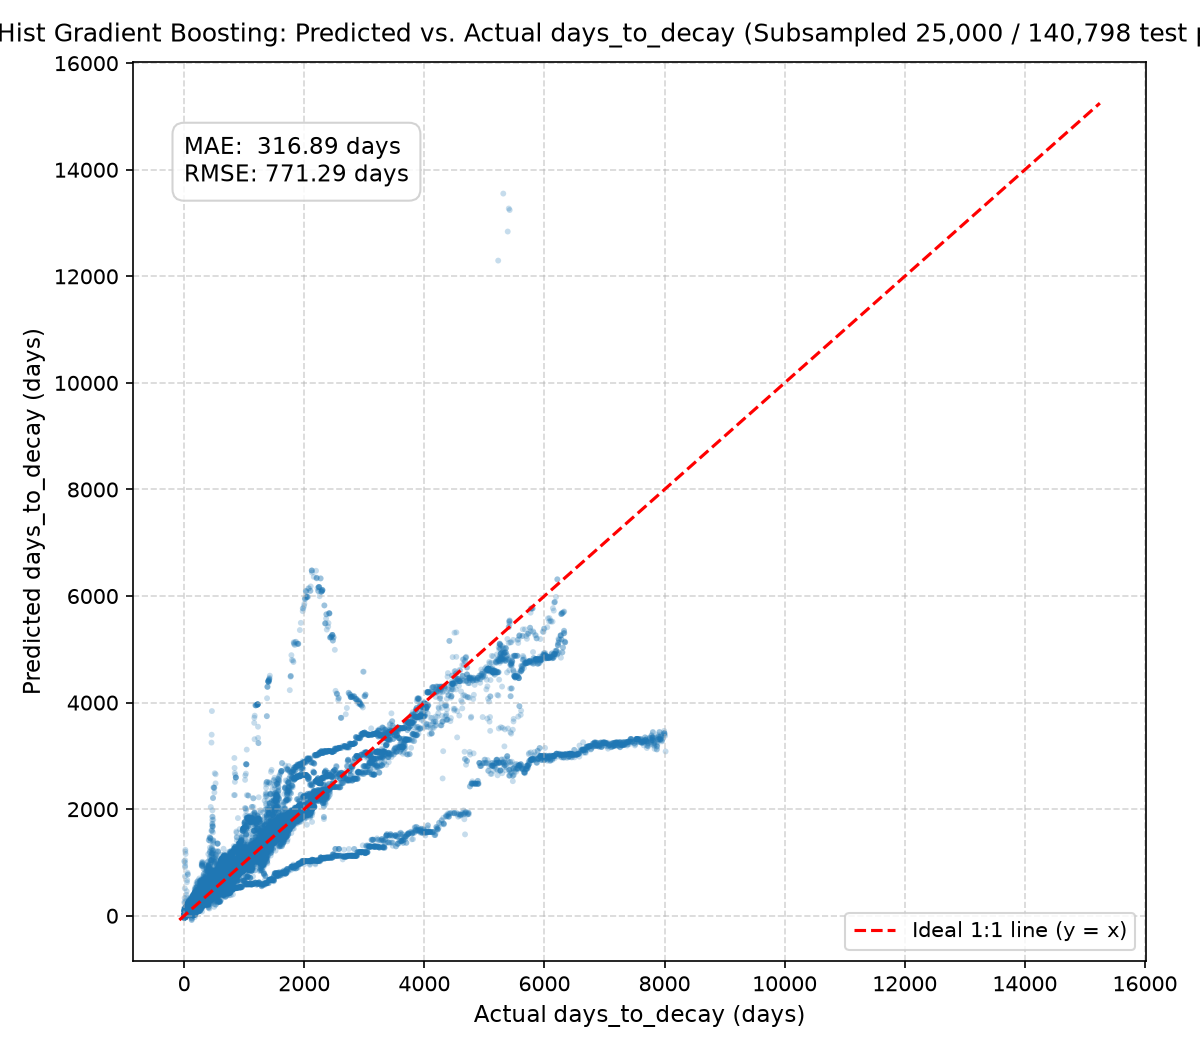 Hist Gradient Boosting: Predicted vs. Actual days_to_decay (Subsampled 25,000 / 140,798 test
MAE:  316.89 days
RMSE: 771.29 days
Predicted days_to_decay (days)
16000
14000
12000
10000
8000
6000
4000
2000
0
Ideal 1:1 line (y = x)
0 2000 4000 6000 8000 10000 12000 14000 16000
Actual days_to_decay (days)